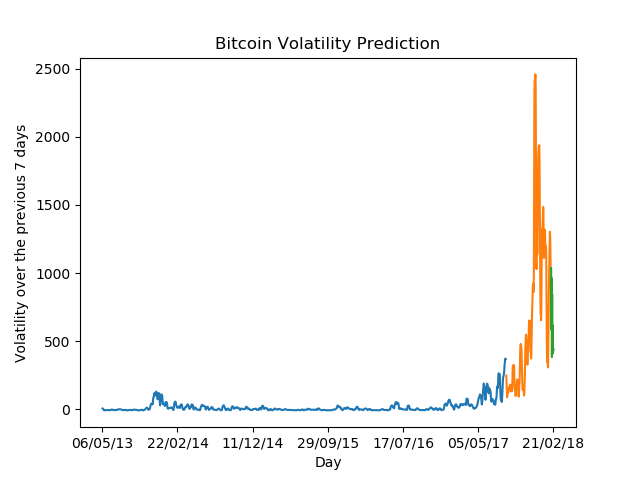 Bitcoin Volatility Prediction
Volatility over the previous 7 days
2500
2000
1500
1000
500
0
06/05/13 22/02/14 11/12/14 29/09/15 17/07/16 05/05/17 21/02/18
Day